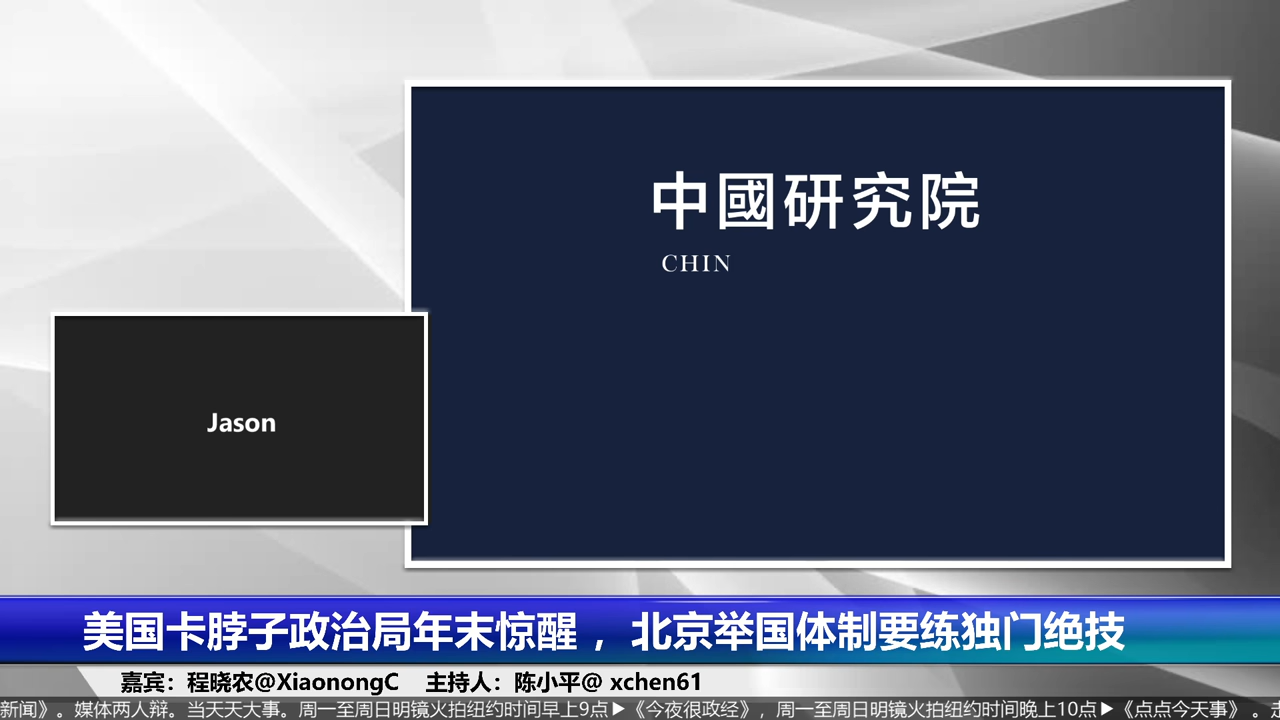 中國研究院
CHIN
Jason
美国卡脖子政治局年末惊醒，北京举国体制要练独门绝技
嘉宾：程晓农@XiaonongC 主持人：陈小平@ xchen61
新闻》。媒体两人辩。当天天大事。周一至周日明镜火拍纽约时间早上9点▶《今夜很政经》，周一至周日明镜火拍纽约时间晚上10点▶《点点今天事》。